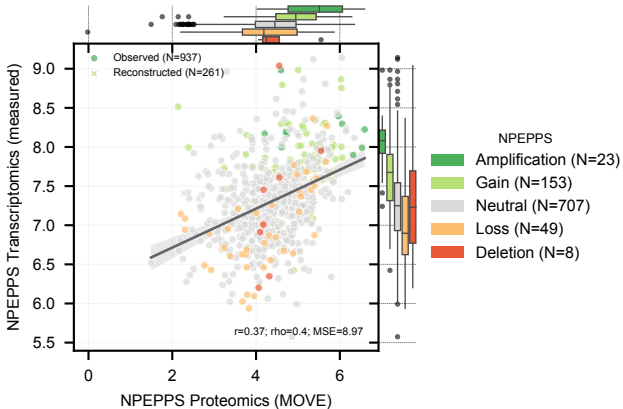 9.0
8.5
8.0
7.5
7.0
6.5
6.0
5.5
NPEPPS Transcriptomics (measured)
Observed (N=937)
Reconstructed (N=261)
r=0.37; rho=0.4; MSE=8.97
0
2
4
6
NPEPPS Proteomics (MOVE)
NPEPPS
Amplification (N=23)
Gain (N=153)
Neutral (N=707)
Loss (N=49)
Deletion (N=8)